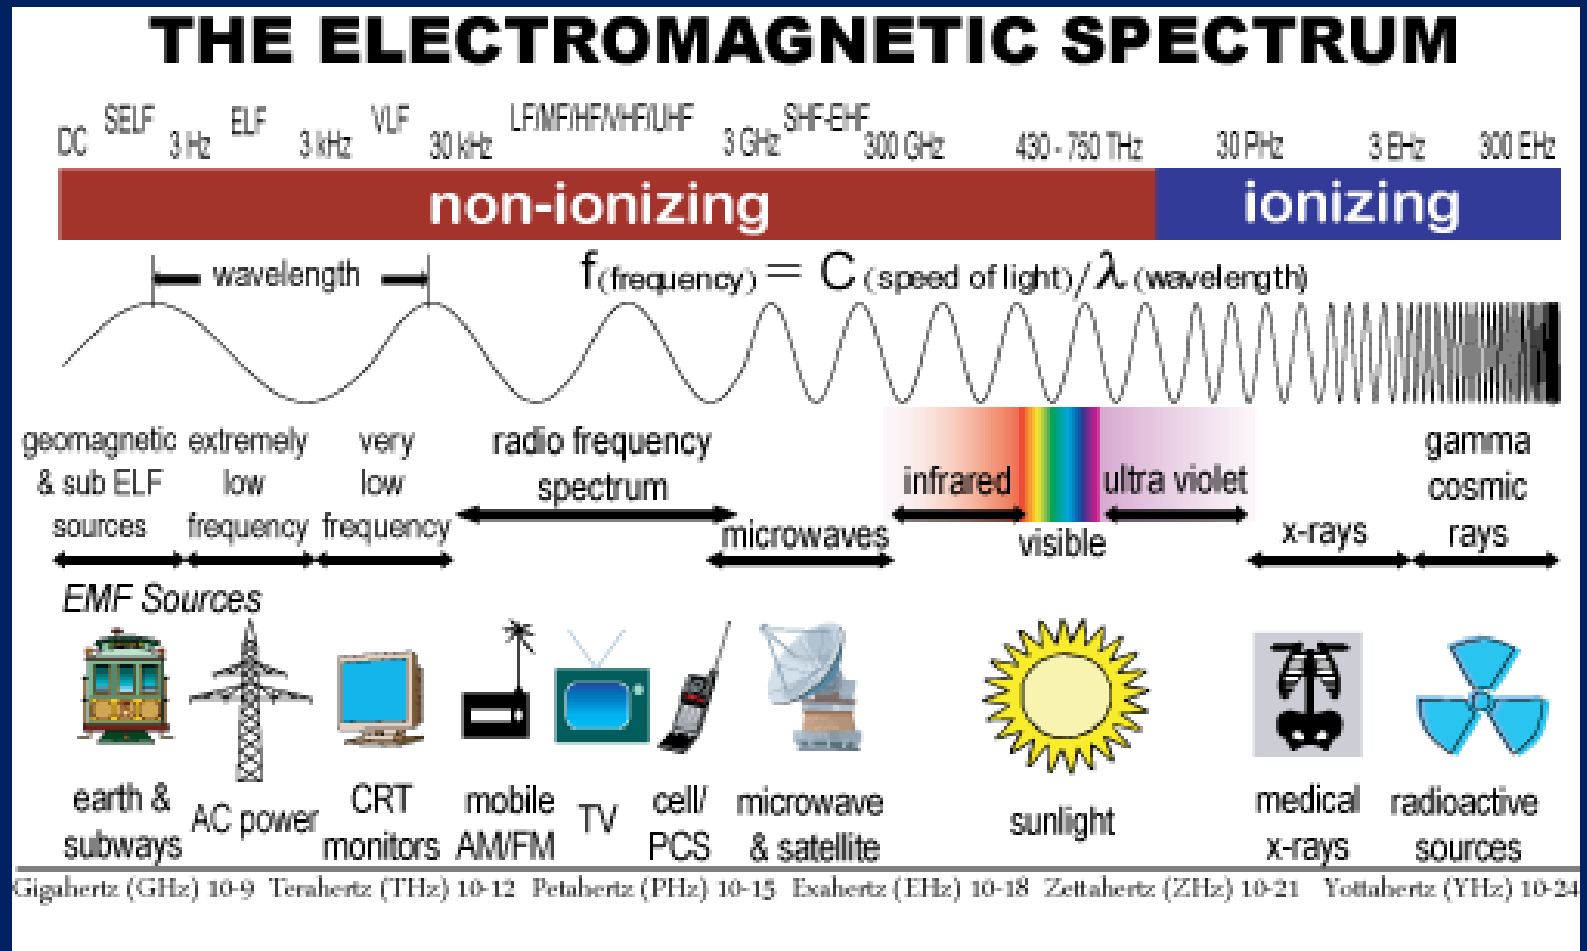 THE ELECTROMAGNETIC SPECTRUM
DC SELF 3 Hz ELF 3 kHz VLF 30 kHz LF/MF/HF/VHF/UHF 3 GHz SHF-EHF 300 GHz 430 - 750 THz 30 PHz 3 EHz 300 EHz
non-ionizing ionizing
wavelength f(frequency) = C (speed of light)/λ (wavelength)
geomagnetic & sub ELF sources
extremely low frequency
very low frequency
radio frequency spectrum
microwaves
infrared
visible
ultra violet
x-rays
gamma cosmic rays
EMF Sources
earth & subways
AC power
CRT monitors
mobile AM/FM
TV
cell/ PCS
microwave & satellite
sunlight
medical x-rays
radioactive sources
Gigahertz (GHz) 10-9 Terahertz (THz) 10-12 Petahertz (PHz) 10-15 Exahertz (EHz) 10-18 Zettahertz (ZHz) 10-21 Yottahertz (YHz) 10-24